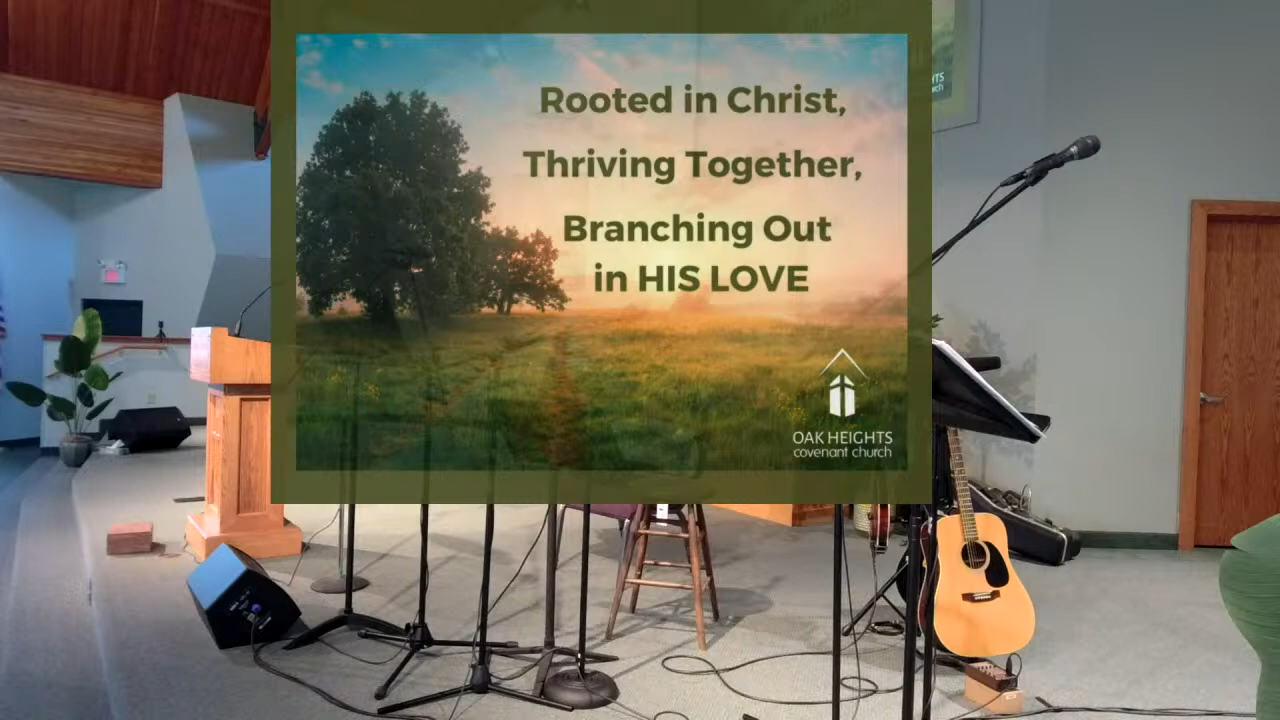 Rooted in Christ,
Thriving Together,
Branching Out
in HIS LOVE
OAK HEIGHTS
covenant church